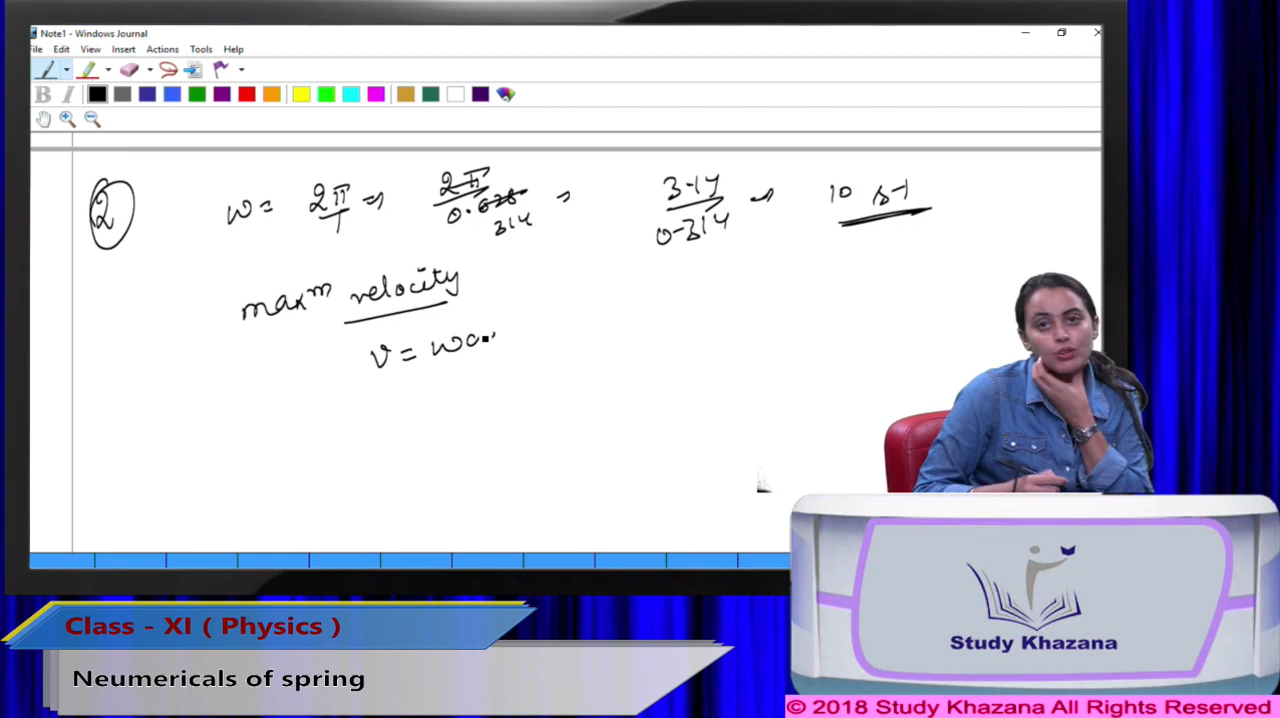 Note1 - Windows Journal
File Edit View Insert Actions Tools Help
B I
2 w = 2π/T => 2π/0.628 314 => 3.14/0.314 => 10 s-1
maxm velocity
v = wa
Study Khazana
Class - XI ( Physics )
Neumericals of spring
© 2018 Study Khazana All Rights Reserved